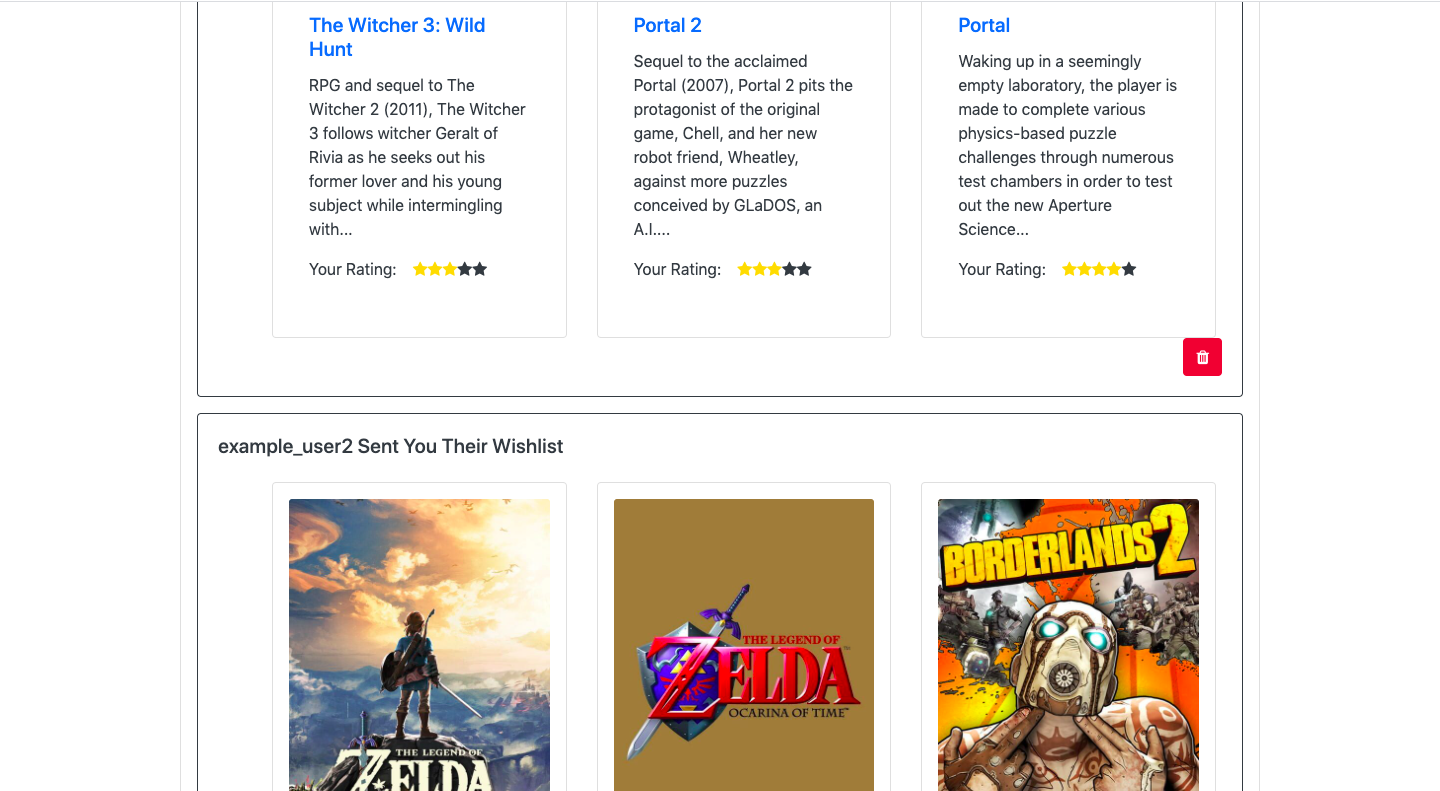 The Witcher 3: Wild
Hunt
RPG and sequel to The
Witcher 2 (2011), The Witcher
3 follows witcher Geralt of
Rivia as he seeks out his
former lover and his young
subject while intermingling
with...
Your Rating:
Portal 2
Sequel to the acclaimed
Portal (2007), Portal 2 pits the
protagonist of the original
game, Chell, and her new
robot friend, Wheatley,
against more puzzles
conceived by GLaDOS, an
A.I....
Your Rating:
Portal
Waking up in a seemingly
empty laboratory, the player is
made to complete various
physics-based puzzle
challenges through numerous
test chambers in order to test
out the new Aperture
Science...
Your Rating:
example_user2 Sent You Their Wishlist
THE LEGEND OF
ZELDA
THE LEGEND OF
ZELDA
OCARINA OF TIME™
BORDERLANDS 2